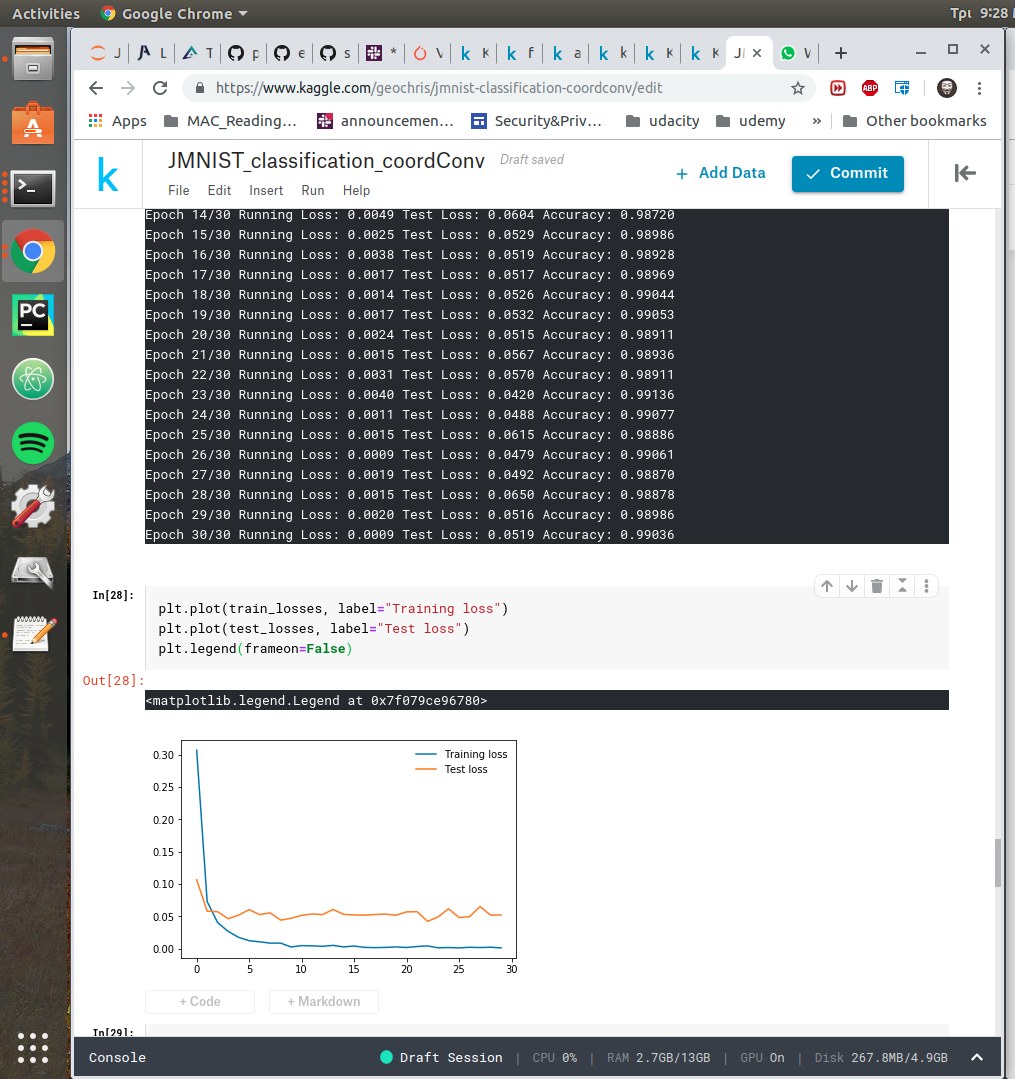 Activities Google Chrome Τρι 9:28
J L T p e s * V K f a k K K JI V
https://www.kaggle.com/geochris/jmnist-classification-coordconv/edit
ABP
Apps MAC_Reading... announcemen... Security&Priv... udacity udemy » Other bookmarks
k JMNIST_classification_coordConv Draft saved
+ Add Data Commit
File Edit Insert Run Help
Epoch 14/30 Running Loss: 0.0049 Test Loss: 0.0604 Accuracy: 0.98720
Epoch 15/30 Running Loss: 0.0025 Test Loss: 0.0529 Accuracy: 0.98986
Epoch 16/30 Running Loss: 0.0038 Test Loss: 0.0519 Accuracy: 0.98928
Epoch 17/30 Running Loss: 0.0017 Test Loss: 0.0517 Accuracy: 0.98969
Epoch 18/30 Running Loss: 0.0014 Test Loss: 0.0526 Accuracy: 0.99044
Epoch 19/30 Running Loss: 0.0017 Test Loss: 0.0532 Accuracy: 0.99053
Epoch 20/30 Running Loss: 0.0024 Test Loss: 0.0515 Accuracy: 0.98911
Epoch 21/30 Running Loss: 0.0015 Test Loss: 0.0567 Accuracy: 0.98936
Epoch 22/30 Running Loss: 0.0031 Test Loss: 0.0570 Accuracy: 0.98911
Epoch 23/30 Running Loss: 0.0040 Test Loss: 0.0420 Accuracy: 0.99136
Epoch 24/30 Running Loss: 0.0011 Test Loss: 0.0488 Accuracy: 0.99077
Epoch 25/30 Running Loss: 0.0015 Test Loss: 0.0615 Accuracy: 0.98886
Epoch 26/30 Running Loss: 0.0009 Test Loss: 0.0479 Accuracy: 0.99061
Epoch 27/30 Running Loss: 0.0019 Test Loss: 0.0492 Accuracy: 0.98870
Epoch 28/30 Running Loss: 0.0015 Test Loss: 0.0650 Accuracy: 0.98878
Epoch 29/30 Running Loss: 0.0020 Test Loss: 0.0516 Accuracy: 0.98986
Epoch 30/30 Running Loss: 0.0009 Test Loss: 0.0519 Accuracy: 0.99036
PC
In[28]:
plt.plot(train_losses, label="Training loss")
plt.plot(test_losses, label="Test loss")
plt.legend(frameon=False)
Out[28]:
<matplotlib.legend.Legend at 0x7f079ce96780>
Training loss
Test loss
0.30
0.25
0.20
0.15
0.10
0.05
0.00
0 5 10 15 20 25 30
+ Code + Markdown
In[29]:
Console Draft Session | CPU 0% | RAM 2.7GB/13GB | GPU On | Disk 267.8MB/4.9GB